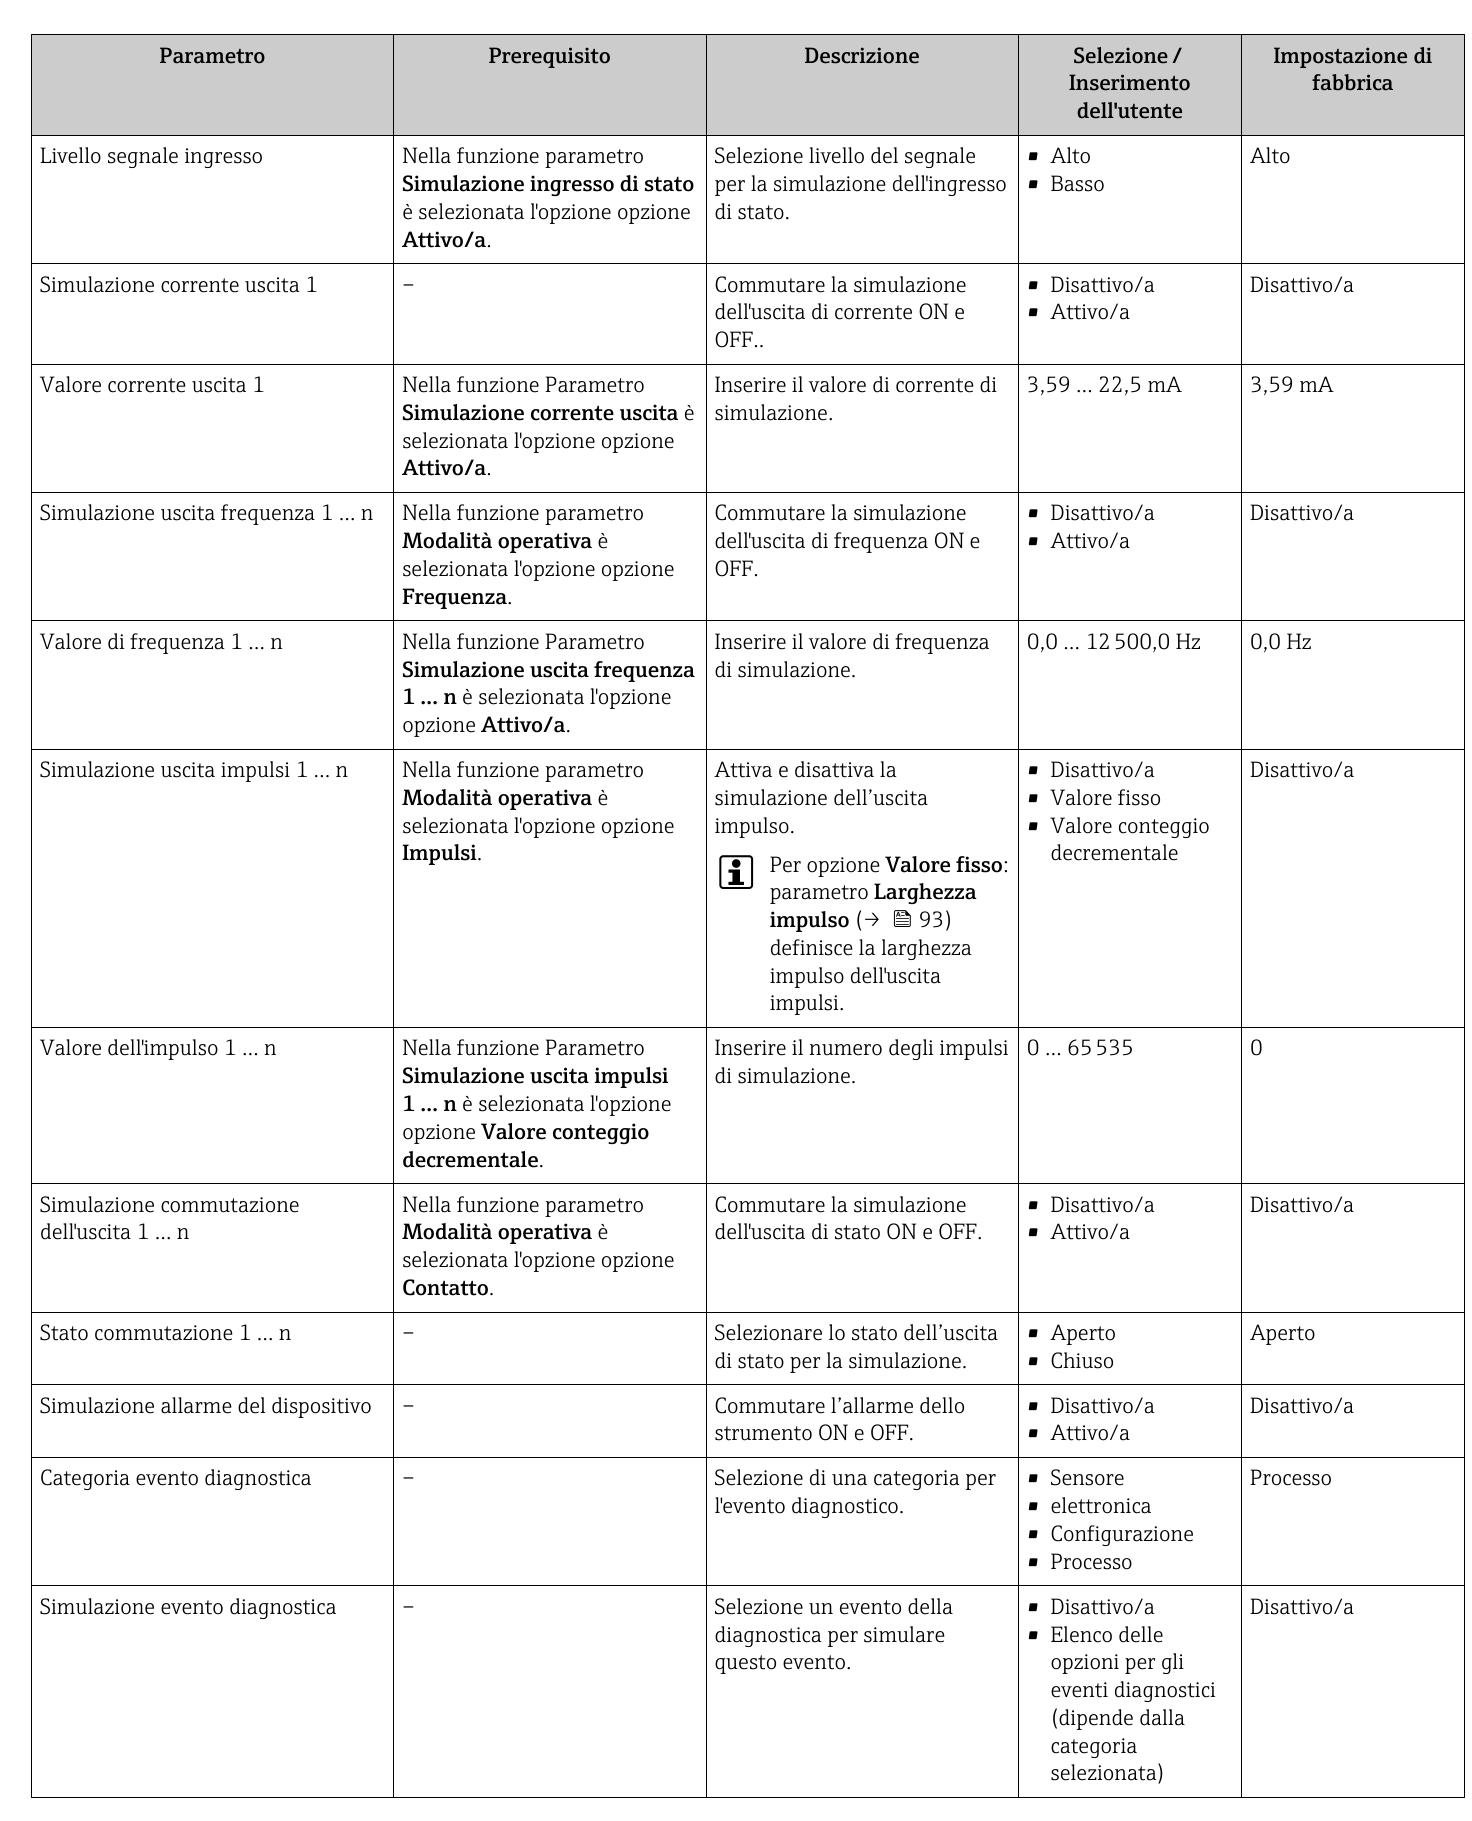 Parametro
Prerequisito
Descrizione
Selezione /
Inserimento
dell'utente
Impostazione di
fabbrica
Livello segnale ingresso
Nella funzione parametro
Simulazione ingresso di stato
è selezionata l'opzione opzione
Attivo/a.
Selezione livello del segnale
per la simulazione dell'ingresso
di stato.
▪ Alto
▪ Basso
Alto
Simulazione corrente uscita 1
–
Commutare la simulazione
dell'uscita di corrente ON e
OFF..
▪ Disattivo/a
▪ Attivo/a
Disattivo/a
Valore corrente uscita 1
Nella funzione Parametro
Simulazione corrente uscita è
selezionata l'opzione opzione
Attivo/a.
Inserire il valore di corrente di
simulazione.
3,59 … 22,5 mA
3,59 mA
Simulazione uscita frequenza 1 … n
Nella funzione parametro
Modalità operativa è
selezionata l'opzione opzione
Frequenza.
Commutare la simulazione
dell'uscita di frequenza ON e
OFF.
▪ Disattivo/a
▪ Attivo/a
Disattivo/a
Valore di frequenza 1 … n
Nella funzione Parametro
Simulazione uscita frequenza
1 … n è selezionata l'opzione
opzione Attivo/a.
Inserire il valore di frequenza
di simulazione.
0,0 … 12 500,0 Hz
0,0 Hz
Simulazione uscita impulsi 1 … n
Nella funzione parametro
Modalità operativa è
selezionata l'opzione opzione
Impulsi.
Attiva e disattiva la
simulazione dell’uscita
impulso.
Per opzione Valore fisso:
parametro Larghezza
impulso (→ 93)
definisce la larghezza
impulso dell'uscita
impulsi.
▪ Disattivo/a
▪ Valore fisso
▪ Valore conteggio
decrementale
Disattivo/a
Valore dell'impulso 1 … n
Nella funzione Parametro
Simulazione uscita impulsi
1 … n è selezionata l'opzione
opzione Valore conteggio
decrementale.
Inserire il numero degli impulsi
di simulazione.
0 … 65 535
0
Simulazione commutazione
dell'uscita 1 … n
Nella funzione parametro
Modalità operativa è
selezionata l'opzione opzione
Contatto.
Commutare la simulazione
dell'uscita di stato ON e OFF.
▪ Disattivo/a
▪ Attivo/a
Disattivo/a
Stato commutazione 1 … n
–
Selezionare lo stato dell’uscita
di stato per la simulazione.
▪ Aperto
▪ Chiuso
Aperto
Simulazione allarme del dispositivo
–
Commutare l’allarme dello
strumento ON e OFF.
▪ Disattivo/a
▪ Attivo/a
Disattivo/a
Categoria evento diagnostica
–
Selezione di una categoria per
l'evento diagnostico.
▪ Sensore
▪ elettronica
▪ Configurazione
▪ Processo
Processo
Simulazione evento diagnostica
–
Selezione un evento della
diagnostica per simulare
questo evento.
▪ Disattivo/a
▪ Elenco delle
opzioni per gli
eventi diagnostici
(dipende dalla
categoria
selezionata)
Disattivo/a